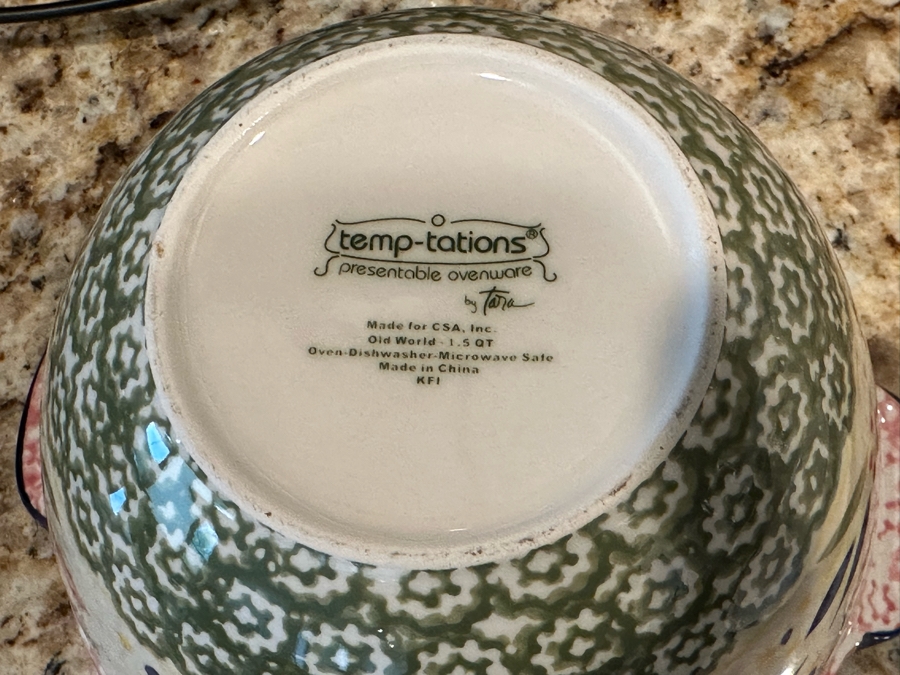 temp-tations®
presentable ovenware
by Tara
Made for CSA, Inc.
Old World - 1.5 QT
Oven-Dishwasher-Microwave Safe
Made in China
KFI